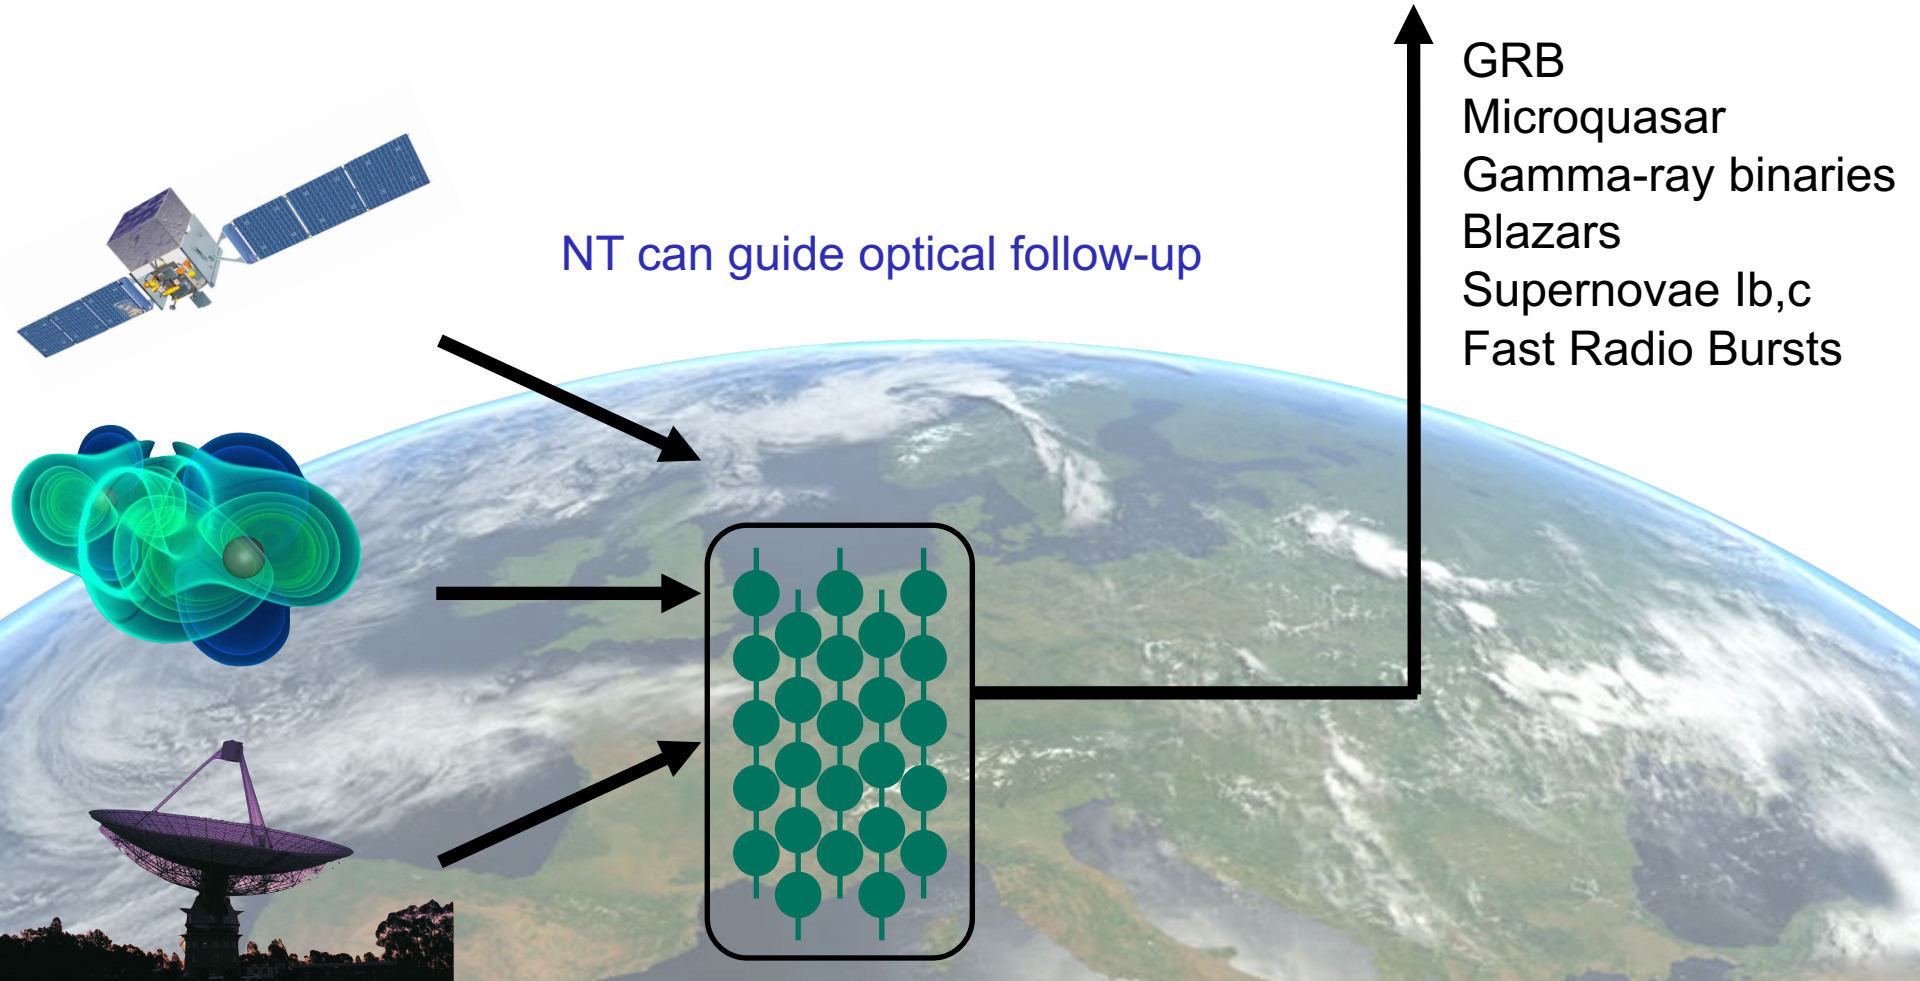 NT can guide optical follow-up
GRB
Microquasar
Gamma-ray binaries
Blazars
Supernovae Ib,c
Fast Radio Bursts